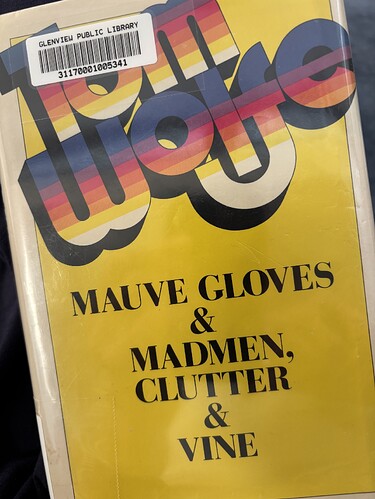 GLENVIEW PUBLIC LIBRARY
31170001005341
Tom
Wolfe
MAUVE GLOVES
&
MADMEN,
CLUTTER
&
VINE